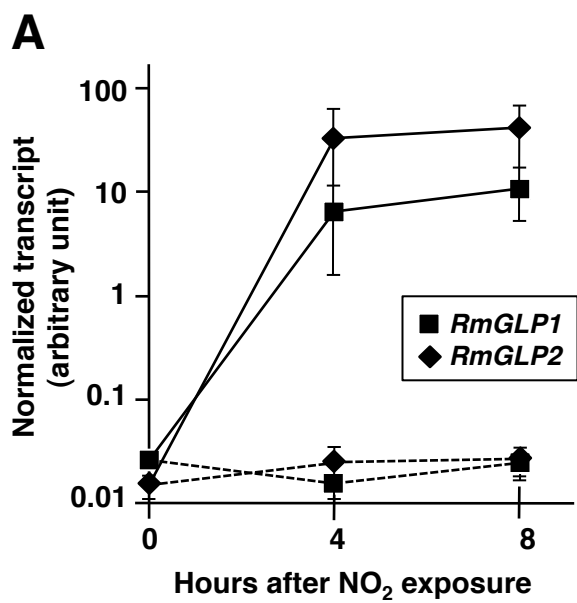 A
Normalized transcript
(arbitrary unit)
100
10
1
0.1
0.01
RmGLP1
RmGLP2
0 4 8
Hours after NO₂ exposure